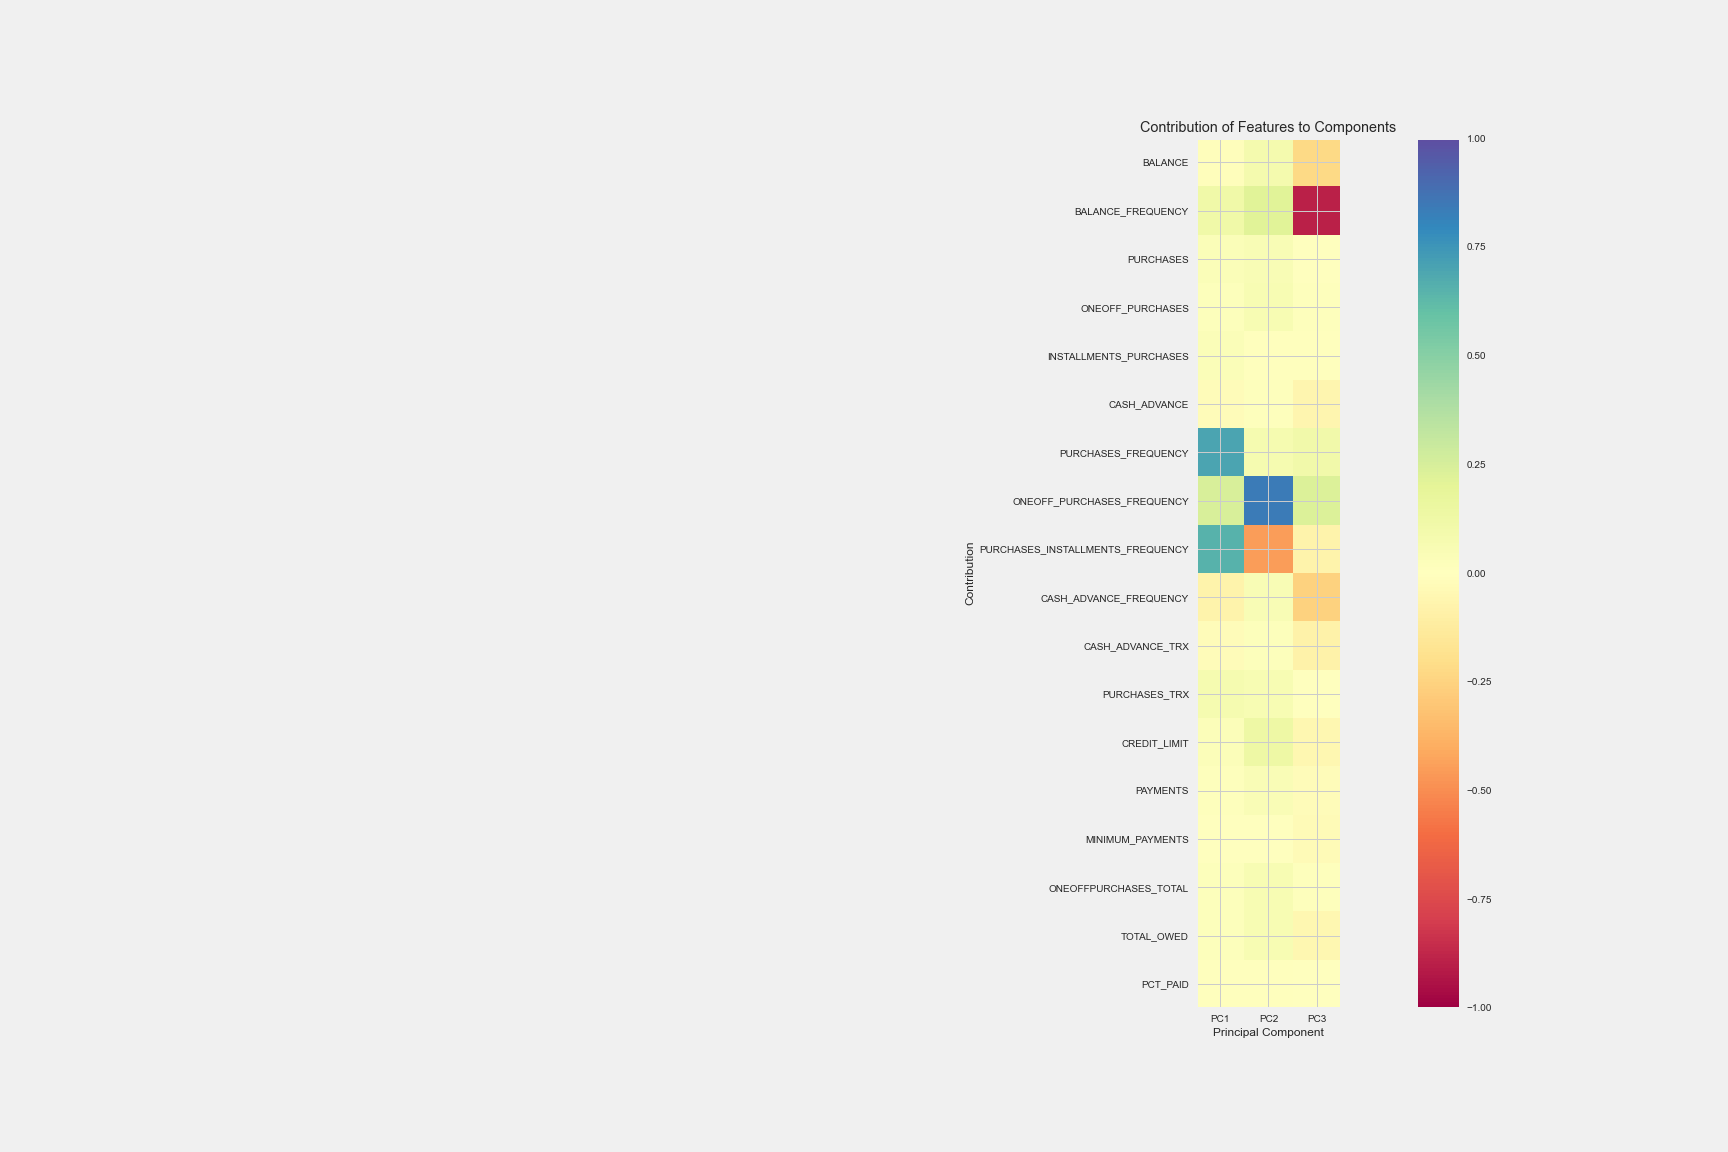 Contribution of Features to Components
BALANCE
BALANCE_FREQUENCY
PURCHASES
ONEOFF_PURCHASES
INSTALLMENTS_PURCHASES
CASH_ADVANCE
PURCHASES_FREQUENCY
ONEOFF_PURCHASES_FREQUENCY
PURCHASES_INSTALLMENTS_FREQUENCY
CASH_ADVANCE_FREQUENCY
CASH_ADVANCE_TRX
PURCHASES_TRX
CREDIT_LIMIT
PAYMENTS
MINIMUM_PAYMENTS
ONEOFFPURCHASES_TOTAL
TOTAL_OWED
PCT_PAID
Contribution
PC1 PC2 PC3
Principal Component
1.00
0.75
0.50
0.25
0.00
−0.25
−0.50
−0.75
−1.00